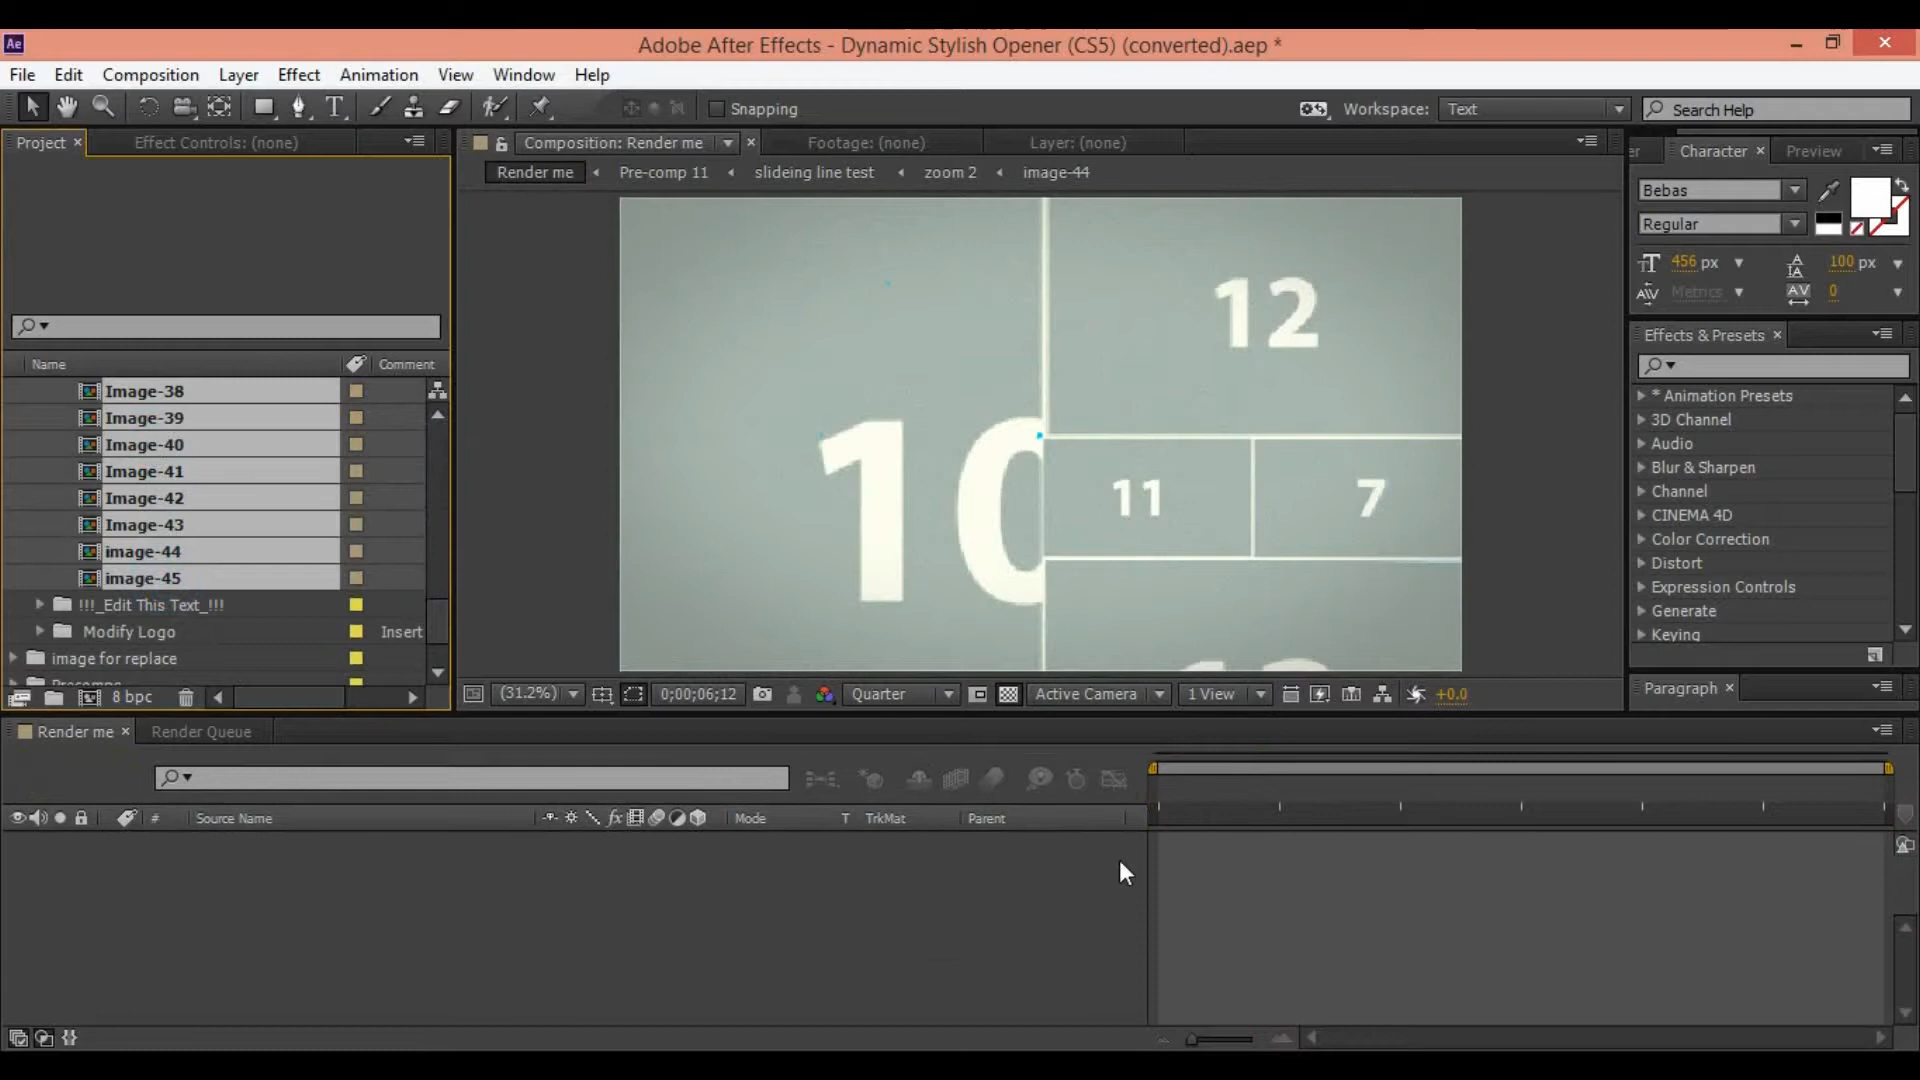 Ae
Adobe After Effects - Dynamic Stylish Opener (CS5) (converted).aep *
File Edit Composition Layer Effect Animation View Window Help
T Snapping Workspace: Text Search Help
Project × Effect Controls: (none) Composition: Render me × Footage: (none) Layer: (none) Character × Preview
Render me Pre-comp 11 slideing line test zoom 2 image-44
Bebas
Regular
456 px 100 px
Metrics 0
12
10
11 7
Name Comment
Image-38
Image-39
Image-40
Image-41
Image-42
Image-43
image-44
image-45
!!!_Edit This Text_!!!
Modify Logo Insert
image for replace
8 bpc
(31.2%) 0;00;06;12 Quarter Active Camera 1 View +0.0
Effects & Presets ×
* Animation Presets
3D Channel
Audio
Blur & Sharpen
Channel
CINEMA 4D
Color Correction
Distort
Expression Controls
Generate
Keying
Paragraph ×
Render me × Render Queue
# Source Name fx Mode T TrkMat Parent